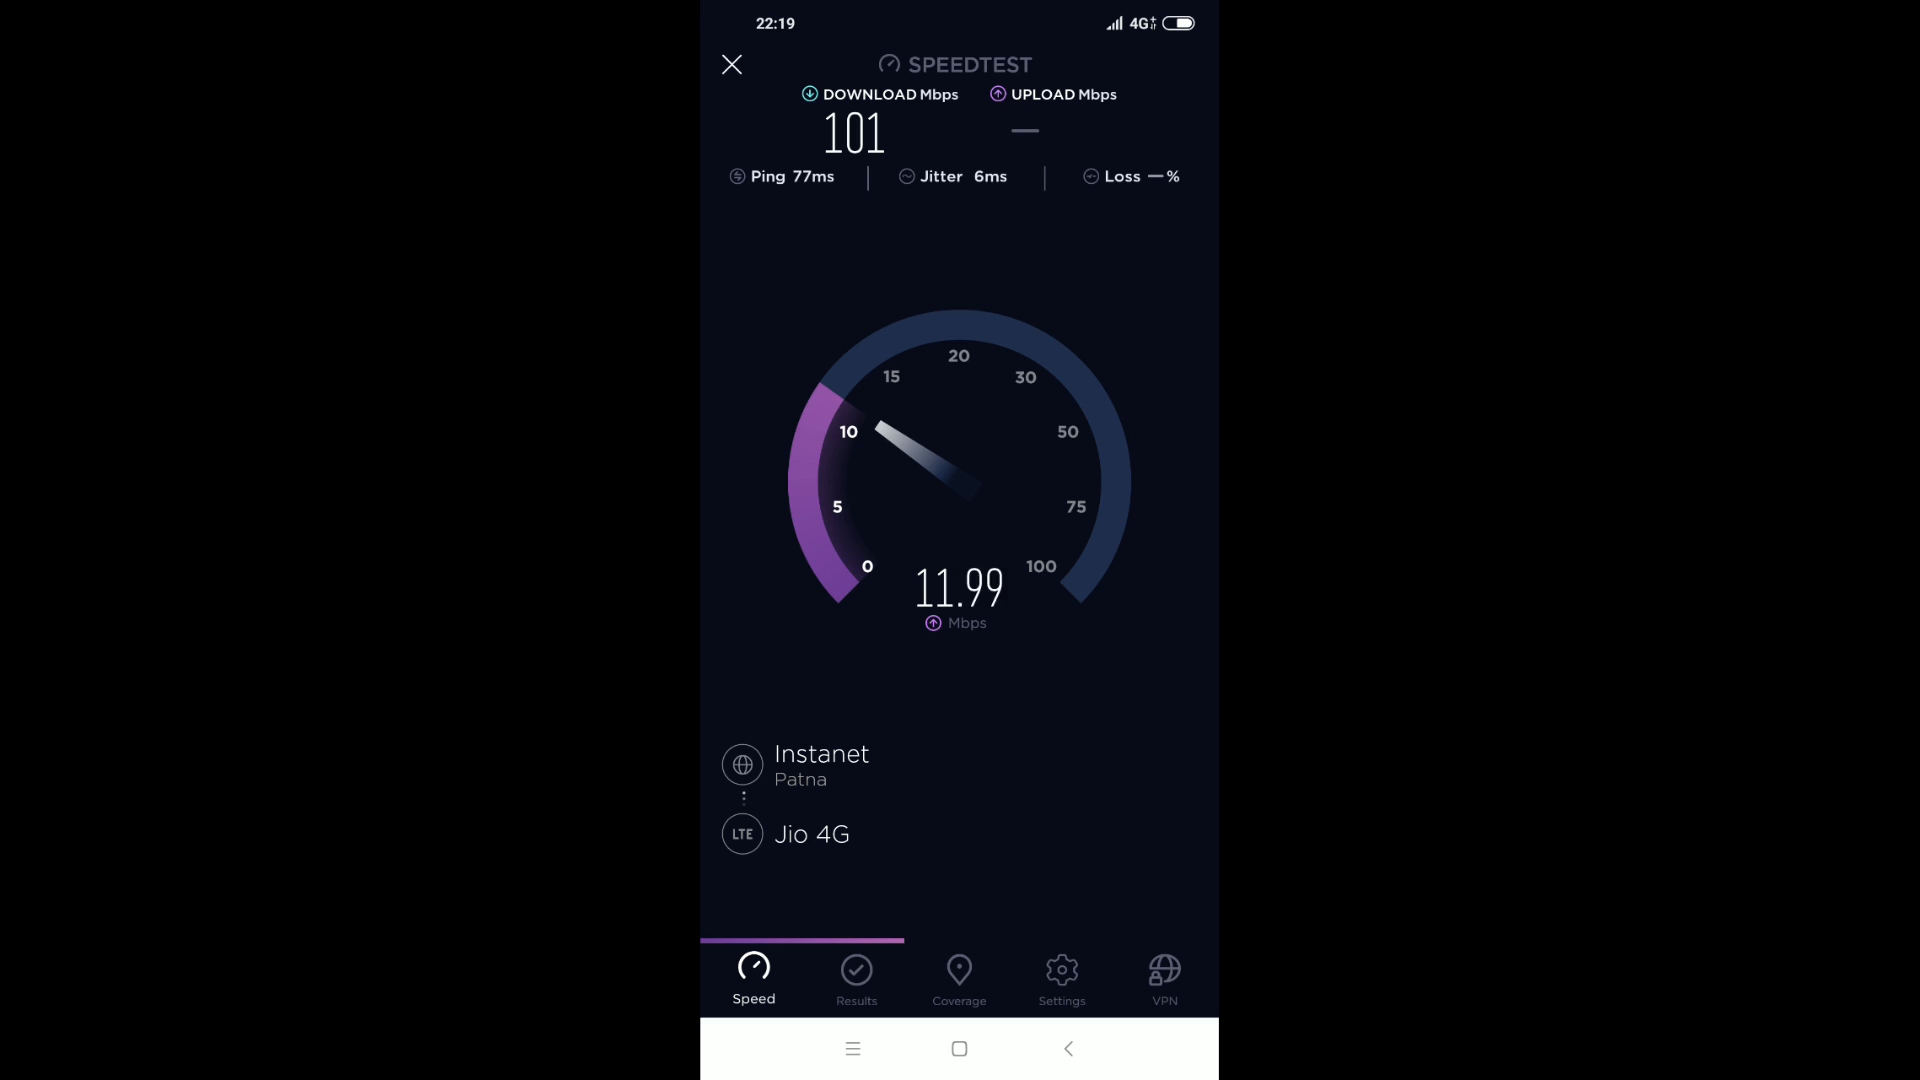 22:19 4G+
SPEEDTEST
DOWNLOAD Mbps UPLOAD Mbps
101 —
Ping 77ms Jitter 6ms Loss —%
20
15 30
10 50
5 75
0 100
11.99
Mbps
Instanet
Patna
LTE Jio 4G
Speed Results Coverage Settings VPN